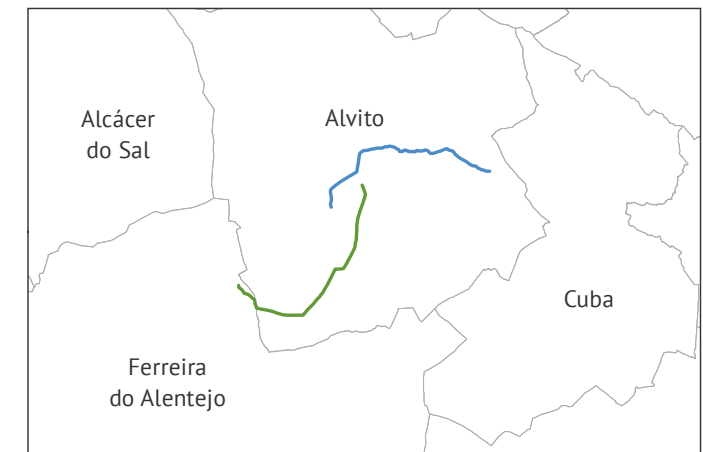 Alcácer
do Sal
Alvito
Cuba
Ferreira
do Alentejo